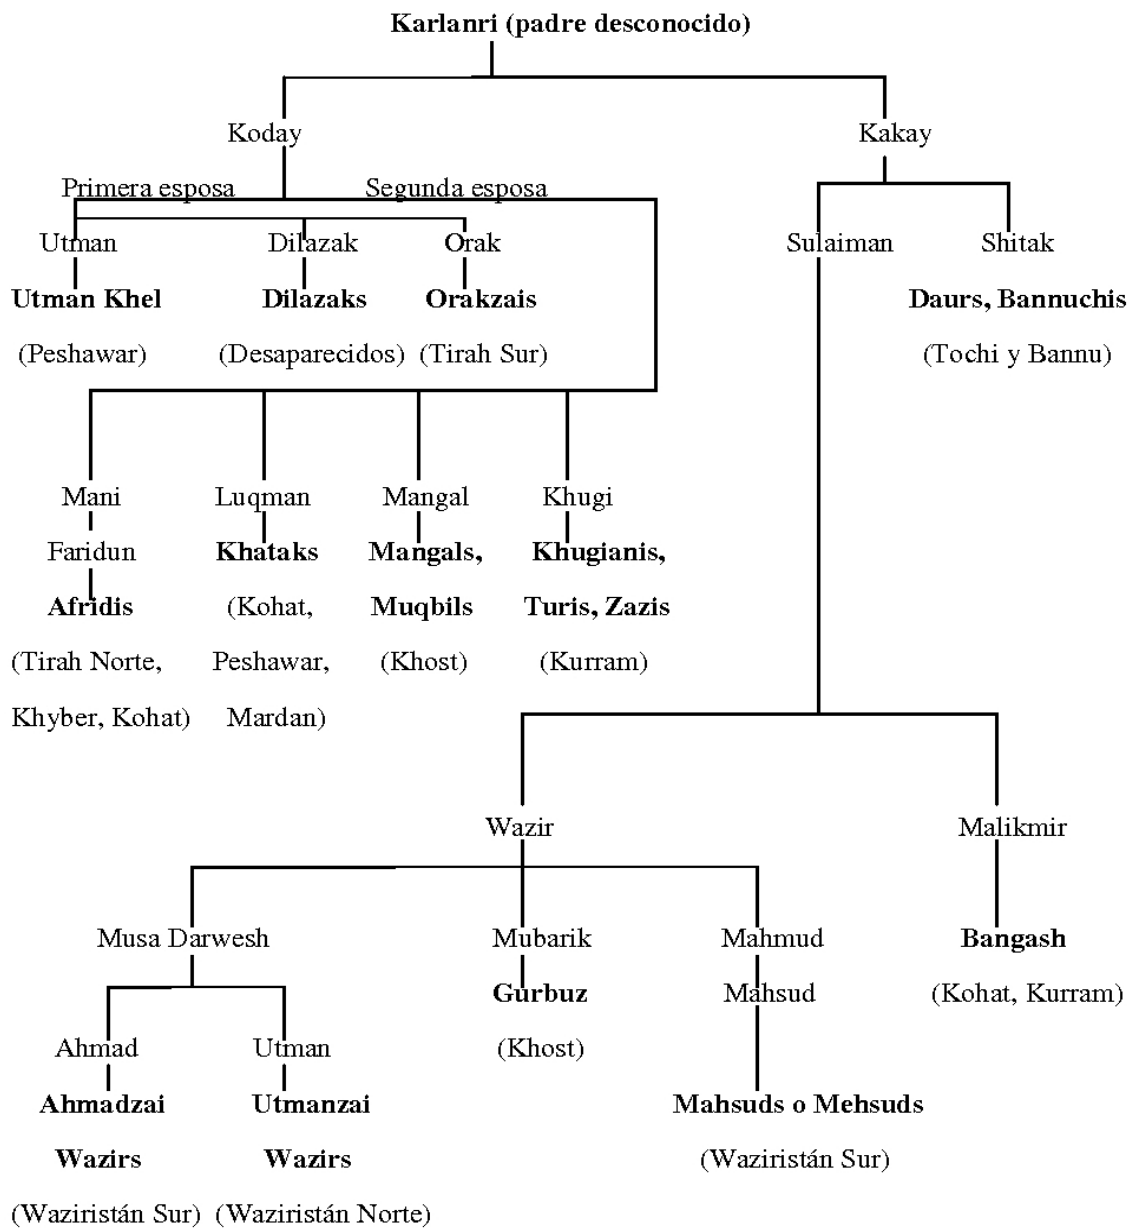 Karlanri (padre desconocido)
Koday Kakay
Primera esposa Segunda esposa
Utman Dilazak Orak Sulaiman Shitak
Utman Khel Dilazaks Orakzais Daurs, Bannuchis
(Peshawar) (Desaparecidos) (Tirah Sur) (Tochi y Bannu)
Mani Luqman Mangal Khugi
Faridun Khataks Mangals, Khugianis,
Afridis (Kohat, Muqbils Turis, Zazis
(Tirah Norte, Peshawar, (Khost) (Kurram)
Khyber, Kohat) Mardan)
Wazir Malikmir
Musa Darwesh Mubarik Mahmud Bangash
Gurbuz Mahsud (Kohat, Kurram)
Ahmad Utman (Khost)
Ahmadzai Utmanzai Mahsuds o Mehsuds
Wazirs Wazirs (Waziristán Sur)
(Waziristán Sur) (Waziristán Norte)